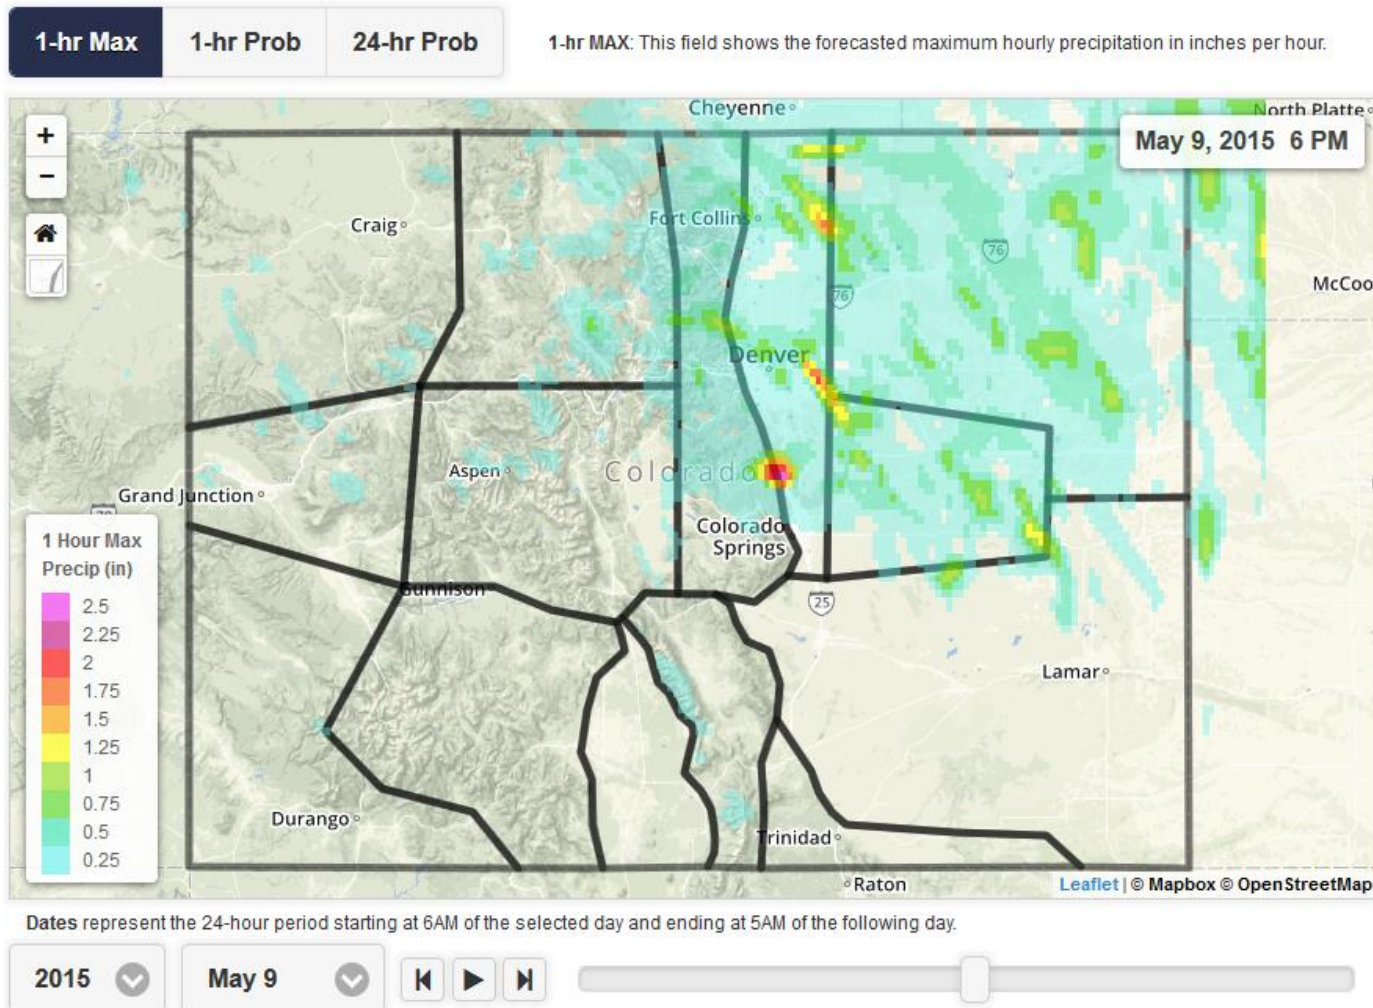 1-hr Max
1-hr Prob
24-hr Prob
1-hr MAX: This field shows the forecasted maximum hourly precipitation in inches per hour.
Cheyenne
North Platte
+
−
May 9, 2015 6 PM
Craig
Fort Collins
76
McCoo
76
Denver
Aspen
Colorado
Grand Junction
Colorado
Springs
1 Hour Max
Precip (in)
2.5
2.25
2
1.75
1.5
1.25
1
0.75
0.5
0.25
Gunnison
25
Lamar
Durango
Trinidad
Raton
Leaflet | © Mapbox © OpenStreetMap
Dates represent the 24-hour period starting at 6AM of the selected day and ending at 5AM of the following day.
2015
May 9